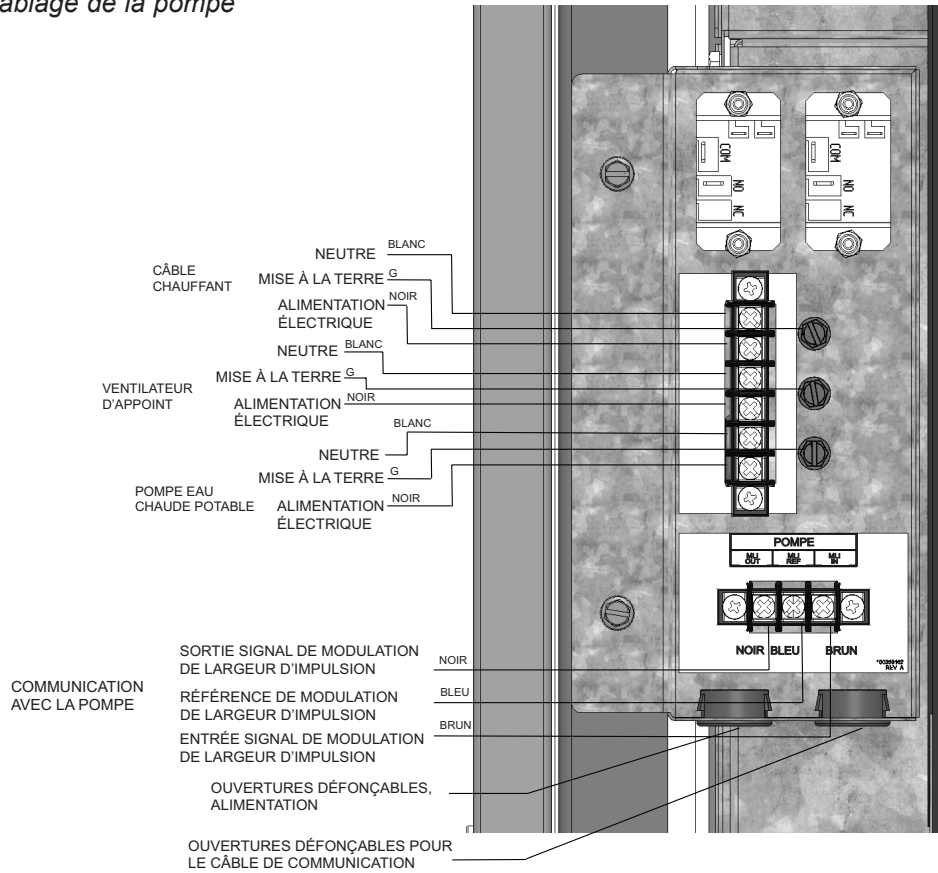 ablage de la pompe
COM
NO
NC
COM
NO
NC
CÂBLE
CHAUFFANT
NEUTRE BLANC
MISE À LA TERRE G
ALIMENTATION NOIR
ÉLECTRIQUE
VENTILATEUR
D'APPOINT
NEUTRE BLANC
MISE À LA TERRE G
ALIMENTATION NOIR
ÉLECTRIQUE
POMPE EAU
CHAUDE POTABLE
NEUTRE BLANC
MISE À LA TERRE G
ALIMENTATION NOIR
ÉLECTRIQUE
POMPE
MLI OUT
MLI REF
MLI IN
NOIR BLEU BRUN
*00359162
REV A
COMMUNICATION
AVEC LA POMPE
SORTIE SIGNAL DE MODULATION
DE LARGEUR D'IMPULSION
NOIR
RÉFÉRENCE DE MODULATION
DE LARGEUR D'IMPULSION
BLEU
ENTRÉE SIGNAL DE MODULATION
DE LARGEUR D'IMPULSION
BRUN
OUVERTURES DÉFONÇABLES,
ALIMENTATION
OUVERTURES DÉFONÇABLES POUR
LE CÂBLE DE COMMUNICATION